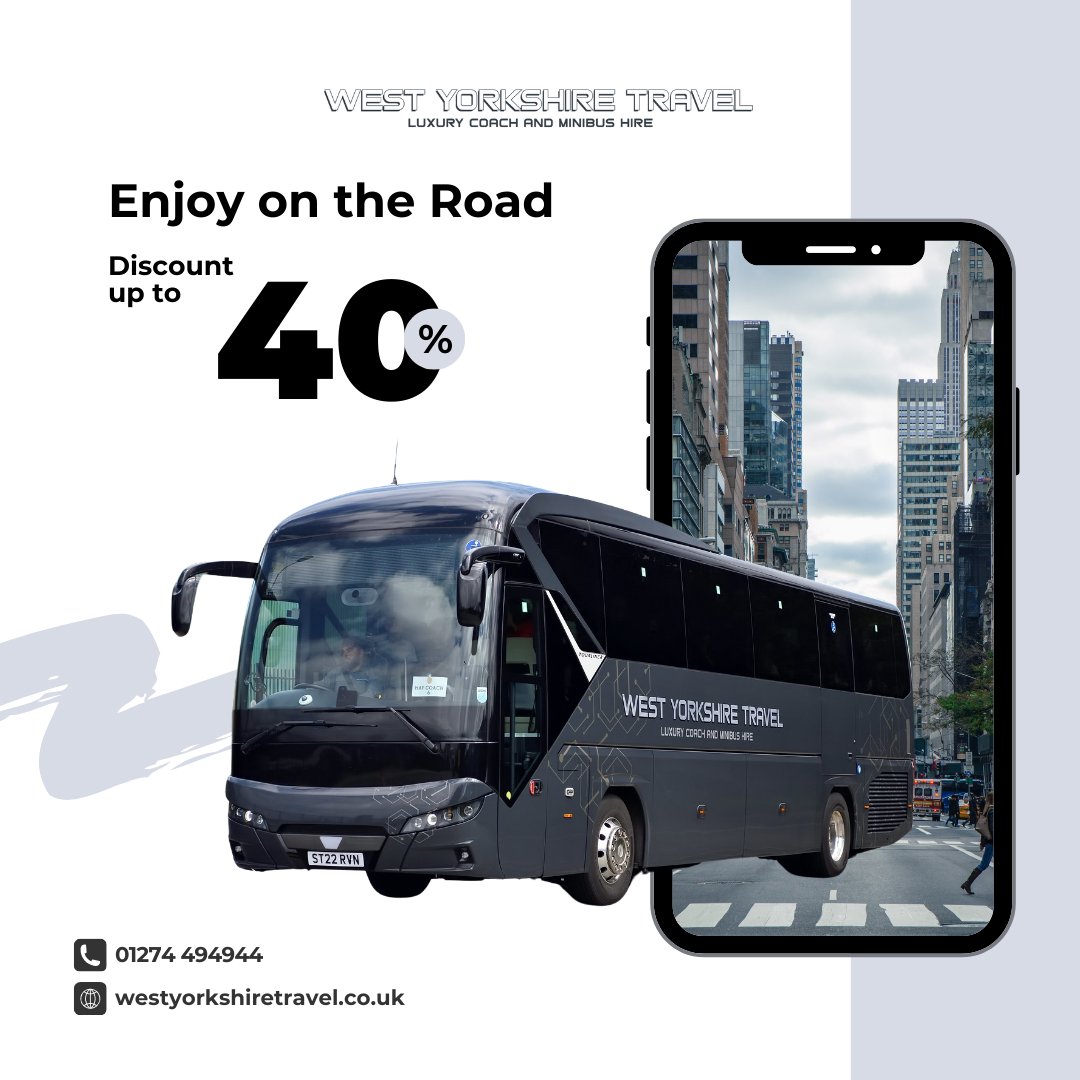 WEST YORKSHIRE TRAVEL
LUXURY COACH AND MINIBUS HIRE
Enjoy on the Road
Discount
up to
40
%
TOURLINER
WEST YORKSHIRE TRAVEL
LUXURY COACH AND MINIBUS HIRE
ST22 RVN
01274 494944
westyorkshiretravel.co.uk